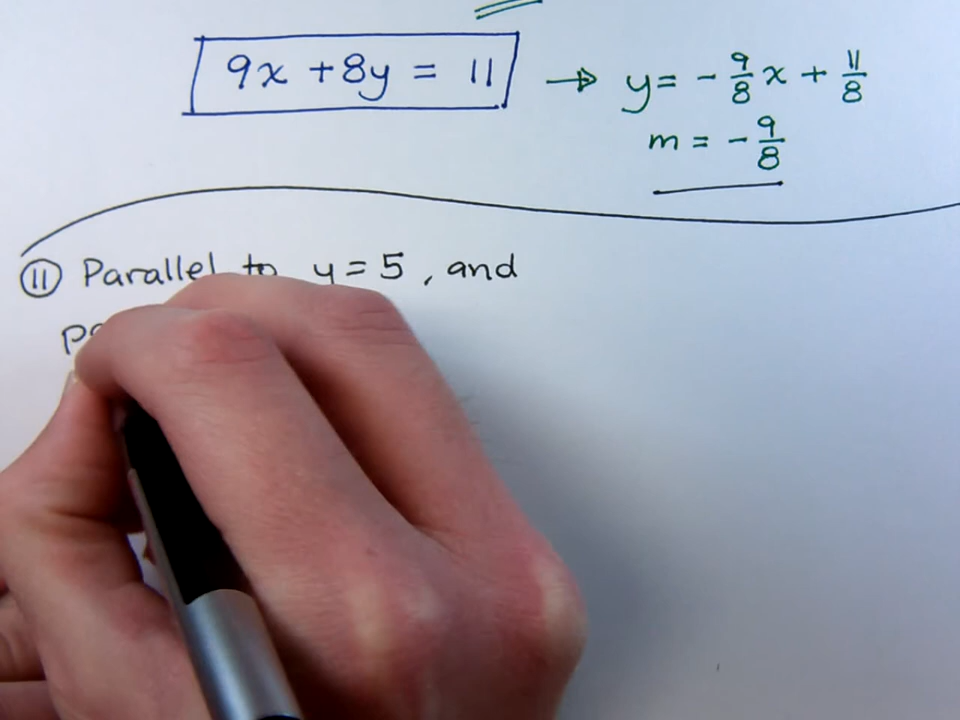 9x + 8y = 11 → y = - 9/8 x + 11/8
m = - 9/8
⑪ Parallel to y = 5 , and